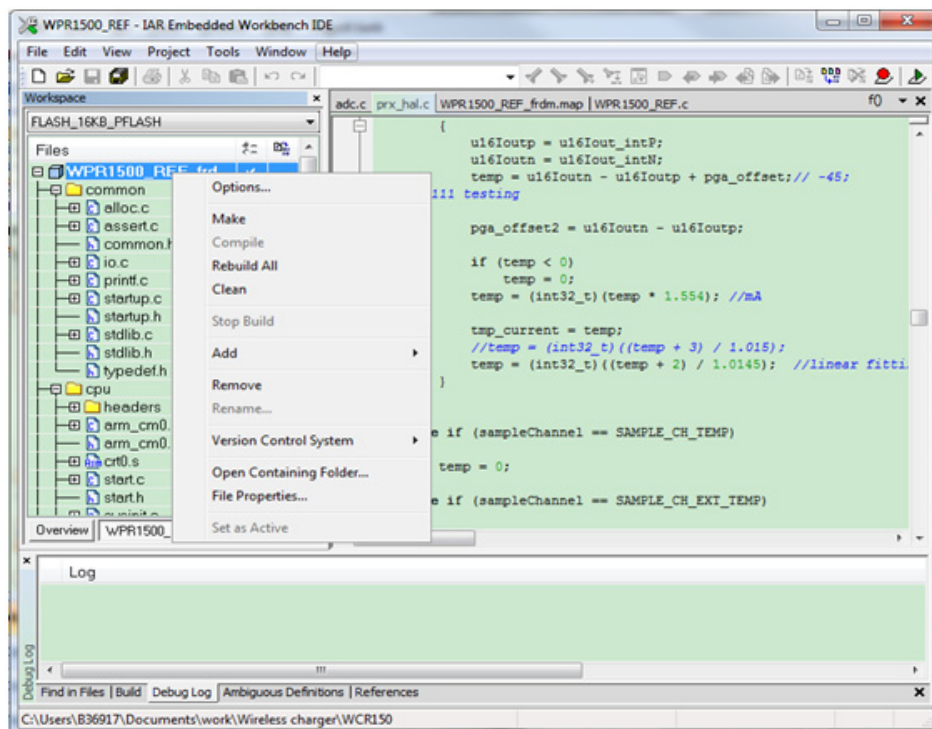 WPR1500_REF - IAR Embedded Workbench IDE
File Edit View Project Tools Window Help
Workspace
FLASH_16KB_PFLASH
Files
WPR1500_REF_frd
common
alloc.c
assert.c
common.h
io.c
printf.c
startup.c
startup.h
stdlib.c
stdlib.h
typedef.h
cpu
headers
arm_cm0.
arm_cm0.
crt0.s
start.c
start.h
Overview WPR1500_
Options...
Make
Compile
Rebuild All
Clean
Stop Build
Add
Remove
Rename...
Version Control System
Open Containing Folder...
File Properties...
Set as Active
adc.c prx_hal.c WPR1500_REF_frdm.map WPR1500_REF.c f()
{
u16Ioutp = u16Iout_intP;
u16Ioutn = u16Iout_intN;
temp = u16Ioutn - u16Ioutp + pga_offset;// -45;
111 testing
pga_offset2 = u16Ioutn - u16Ioutp;
if (temp < 0)
temp = 0;
temp = (int32_t)(temp * 1.554); //mA
tmp_current = temp;
//temp = (int32_t)((temp + 3) / 1.015);
temp = (int32_t)((temp + 2) / 1.0145); //linear fitti
}
e if (sampleChannel == SAMPLE_CH_TEMP)
temp = 0;
e if (sampleChannel == SAMPLE_CH_EXT_TEMP)
Log
Debug Log
Find in Files Build Debug Log Ambiguous Definitions References
C:\Users\B36917\Documents\work\Wireless charger\WCR150